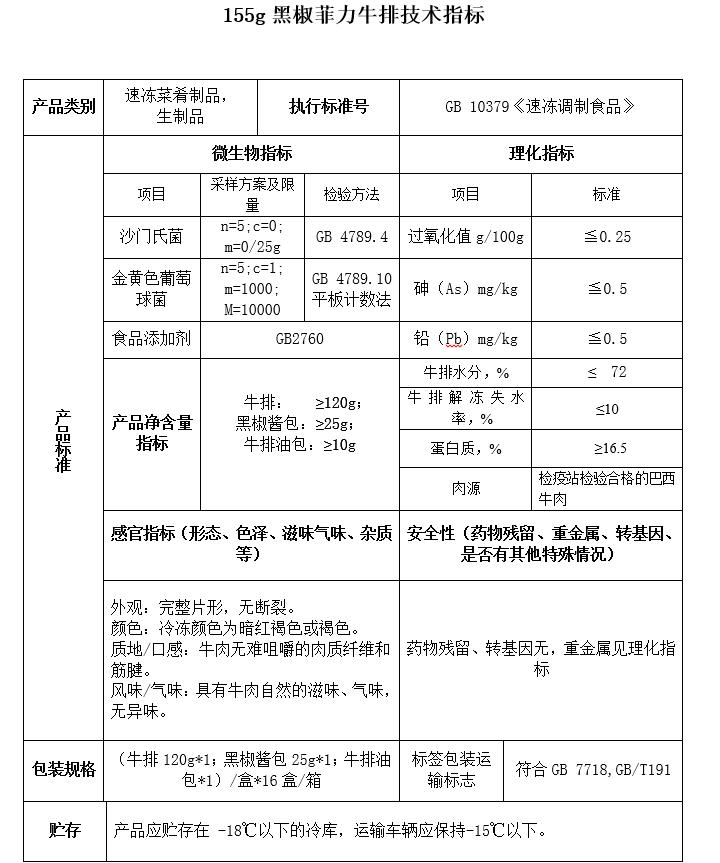 155g 黑椒菲力牛排技术指标
产品类别
速冻菜肴制品，
生制品
执行标准号
GB 10379《速冻调制食品》
产品标准
微生物指标
理化指标
项目
采样方案及限
量
检验方法
项目
标准
沙门氏菌
n=5;c=0;
m=0/25g
GB 4789.4
过氧化值 g/100g
≦0.25
金黄色葡萄
球菌
n=5;c=1;
m=1000;
M=10000
GB 4789.10
平板计数法
砷（As）mg/kg
≦0.5
食品添加剂
GB2760
铅（Pb）mg/kg
≦0.5
产品净含量
指标
牛排： ≥120g；
黑椒酱包：≥25g；
牛排油包：≥10g
牛排水分，%
≤ 72
牛排解冻失水
率，%
≤10
蛋白质，%
≥16.5
肉源
检疫站检验合格的巴西
牛肉
感官指标（形态、色泽、滋味气味、杂质
等）
安全性（药物残留、重金属、转基因、
是否有其他特殊情况）
外观：完整片形，无断裂。
颜色：冷冻颜色为暗红褐色或褐色。
质地/口感：牛肉无难咀嚼的肉质纤维和
筋腱。
风味/气味：具有牛肉自然的滋味、气味，
无异味。
药物残留、转基因无，重金属见理化指
标
包装规格
（牛排 120g*1；黑椒酱包 25g*1；牛排油
包*1）/盒*16 盒/箱
标签包装运
输标志
符合 GB 7718,GB/T191
贮存
产品应贮存在 -18℃以下的冷库，运输车辆应保持-15℃以下。